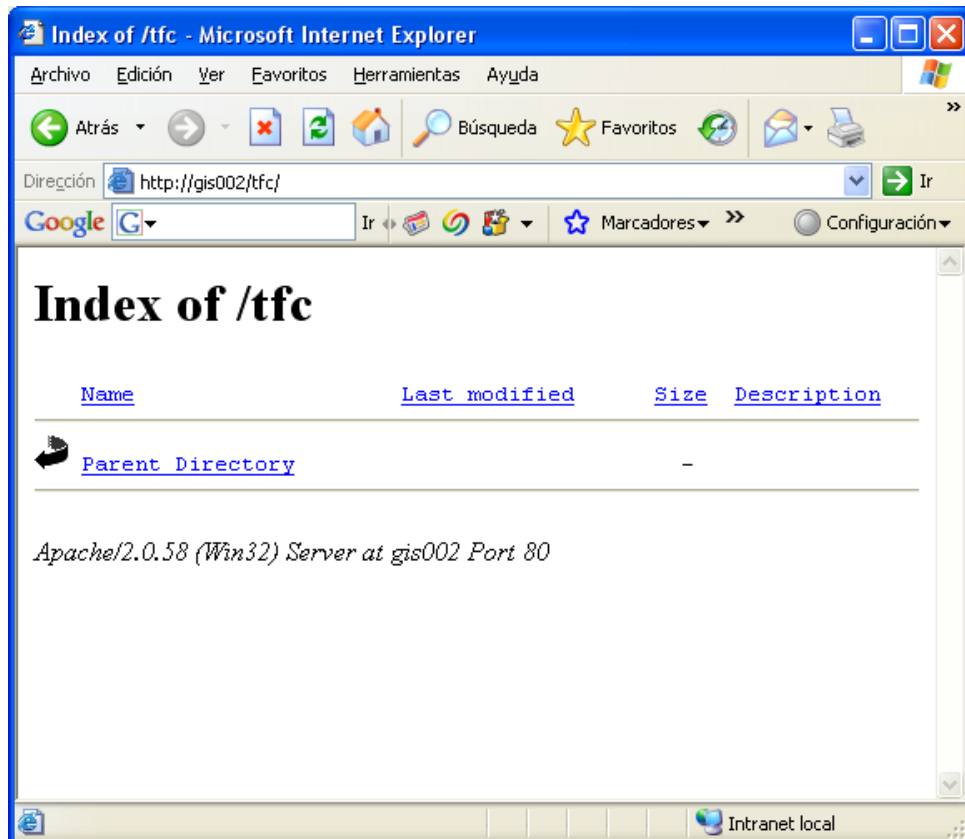 Index of /tfc - Microsoft Internet Explorer
Archivo Edición Ver Favoritos Herramientas Ayuda
Atrás Búsqueda Favoritos »
Dirección http://gis002/tfc/ Ir
Google G Ir Marcadores » Configuración
Index of /tfc
Name Last modified Size Description
Parent Directory -
Apache/2.0.58 (Win32) Server at gis002 Port 80
Intranet local